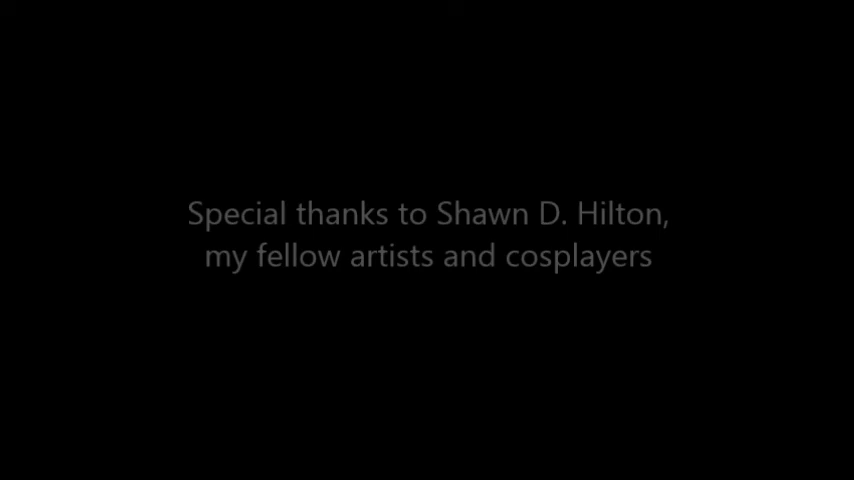 Special thanks to Shawn D. Hilton,
my fellow artists and cosplayers